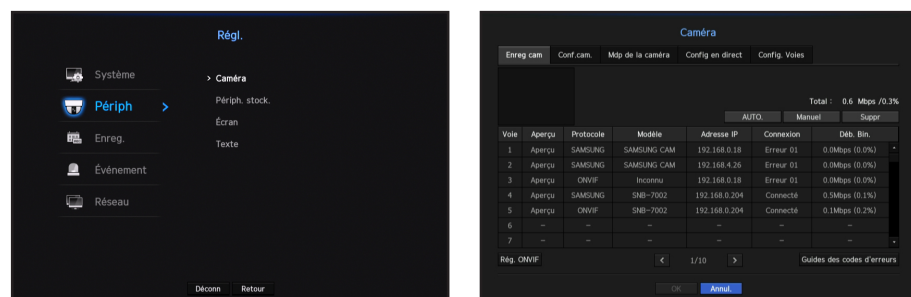 Régl.
Système
Périph >
Enreg.
Événement
Réseau
> Caméra
Périph. stock.
Écran
Texte
Déconn Retour
Caméra
Enreg cam Conf.cam. Mdp de la caméra Config en direct Config. Voies
Total : 0.6 Mbps /0.3%
AUTO. Manuel Suppr
Voie Aperçu Protocole Modèle Adresse IP Connexion Déb. Bin.
1 Aperçu SAMSUNG SAMSUNG CAM 192.168.0.18 Erreur 01 0.0Mbps (0.0%)
2 Aperçu SAMSUNG SAMSUNG CAM 192.168.4.26 Erreur 01 0.0Mbps (0.0%)
3 Aperçu ONVIF Inconnu 192.168.0.18 Erreur 01 0.0Mbps (0.0%)
4 Aperçu SAMSUNG SNB-7002 192.168.0.204 Connecté 0.5Mbps (0.1%)
5 Aperçu ONVIF SNB-7002 192.168.0.204 Connecté 0.1Mbps (0.2%)
6 - - - - - -
7 - - - - - -
Rég. ONVIF < 1/10 > Guides des codes d'erreurs
OK Annul.